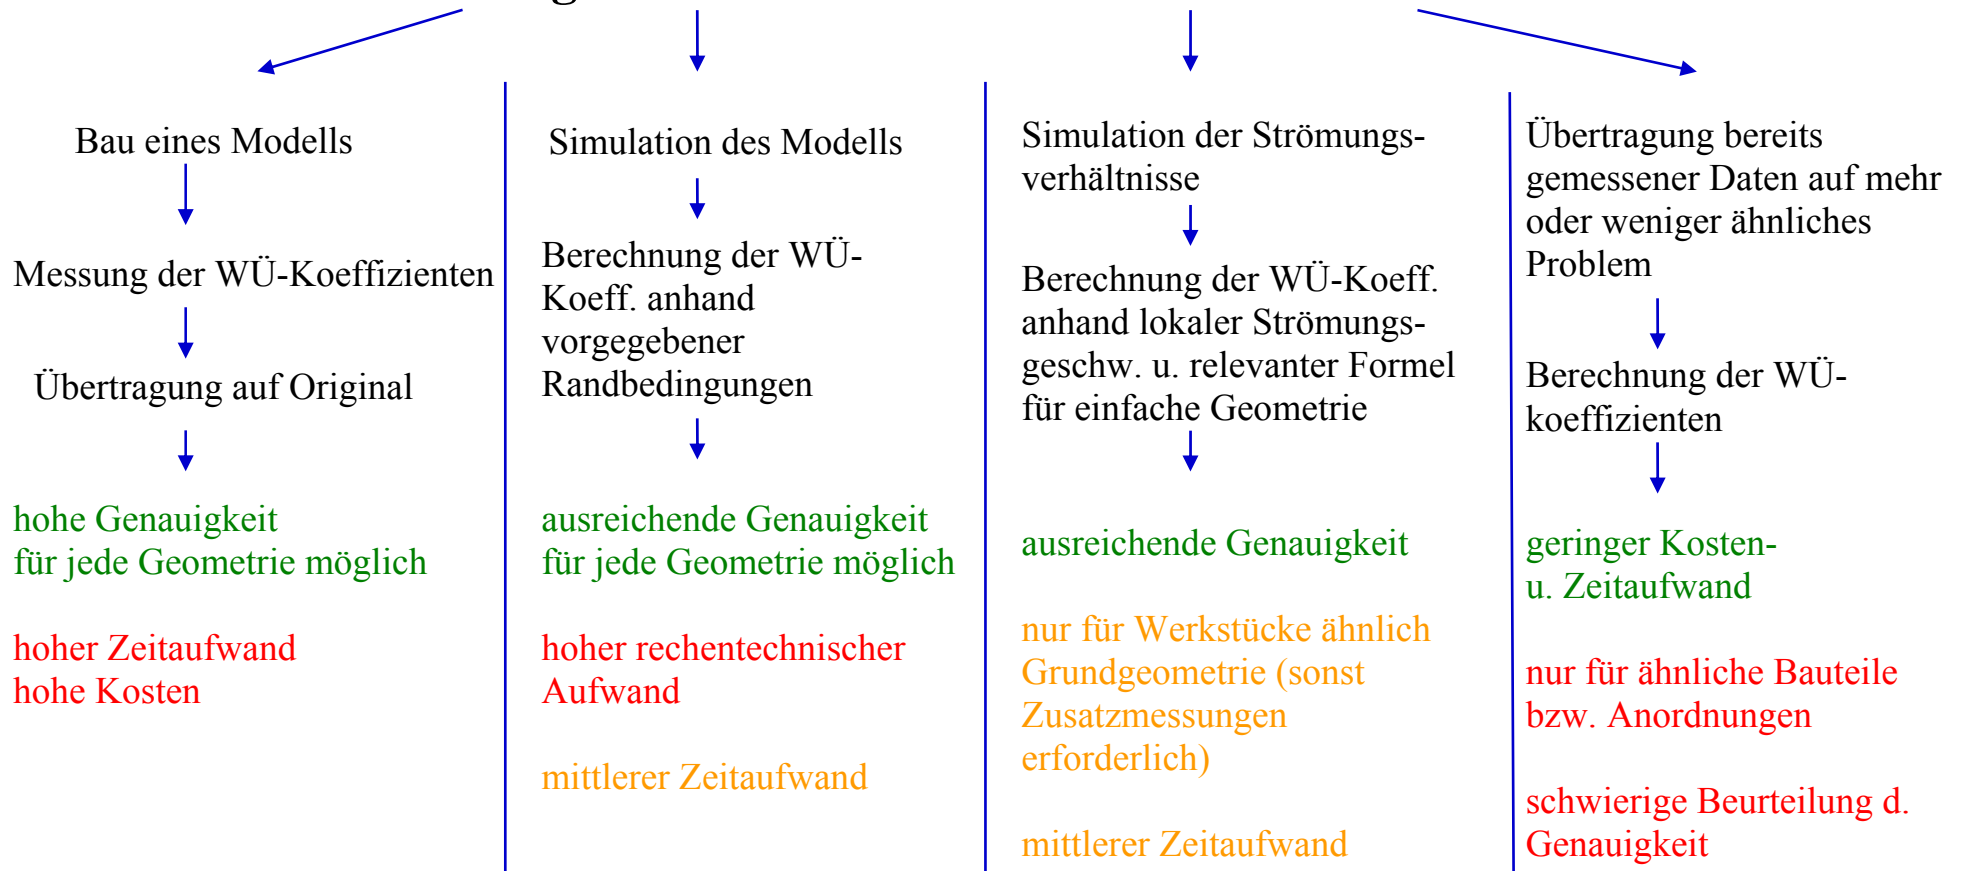 Bau eines Modells
Messung der WÜ-Koeffizienten
Übertragung auf Original
hohe Genauigkeit
für jede Geometrie möglich
hoher Zeitaufwand
hohe Kosten
Simulation des Modells
Berechnung der WÜ-
Koeff. anhand
vorgegebener
Randbedingungen
ausreichende Genauigkeit
für jede Geometrie möglich
hoher rechentechnischer
Aufwand
mittlerer Zeitaufwand
Simulation der Strömungs-
verhältnisse
Berechnung der WÜ-Koeff.
anhand lokaler Strömungs-
geschw. u. relevanter Formel
für einfache Geometrie
ausreichende Genauigkeit
nur für Werkstücke ähnlich
Grundgeometrie (sonst
Zusatzmessungen
erforderlich)
mittlerer Zeitaufwand
Übertragung bereits
gemessener Daten auf mehr
oder weniger ähnliches
Problem
Berechnung der WÜ-
koeffizienten
geringer Kosten-
u. Zeitaufwand
nur für ähnliche Bauteile
bzw. Anordnungen
schwierige Beurteilung d.
Genauigkeit